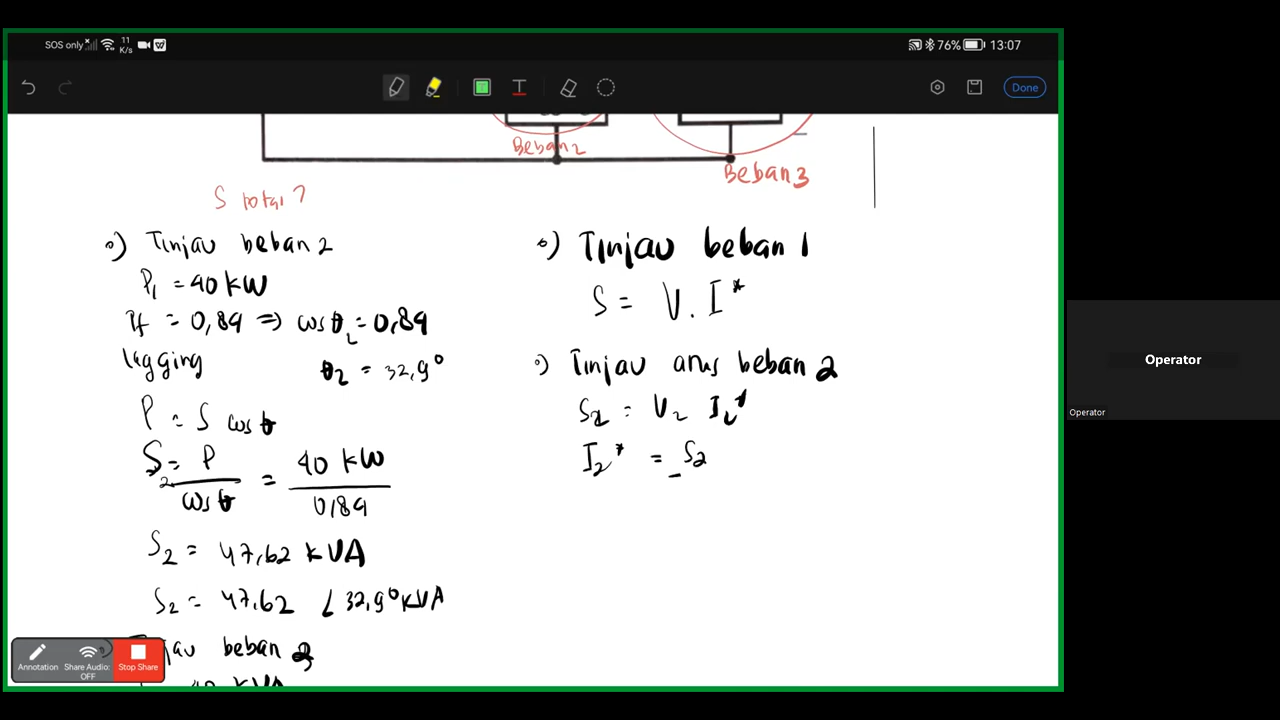 SOS only
11
K/s
76%
13:07
T
Done
Beban 2
Beban 3
S total ?
•) Tinjau beban 2
P₁ = 40 kW
Pf = 0,84 => cos θ₂ = 0,84
lagging
θ₂ = 32,9°
P = S cos θ
S₂ = P / cos θ = 40 kW / 0,84
S₂ = 47,62 kVA
S₂ = 47,62 ∠ 32,9° kVA
beban
40 kVA
•) Tinjau beban 1
S = V . I*
•) Tinjau arus beban 2
S₂ = V₂ I₂*
I₂* = S₂
Annotation
Share Audio:
OFF
Stop Share
Operator
Operator